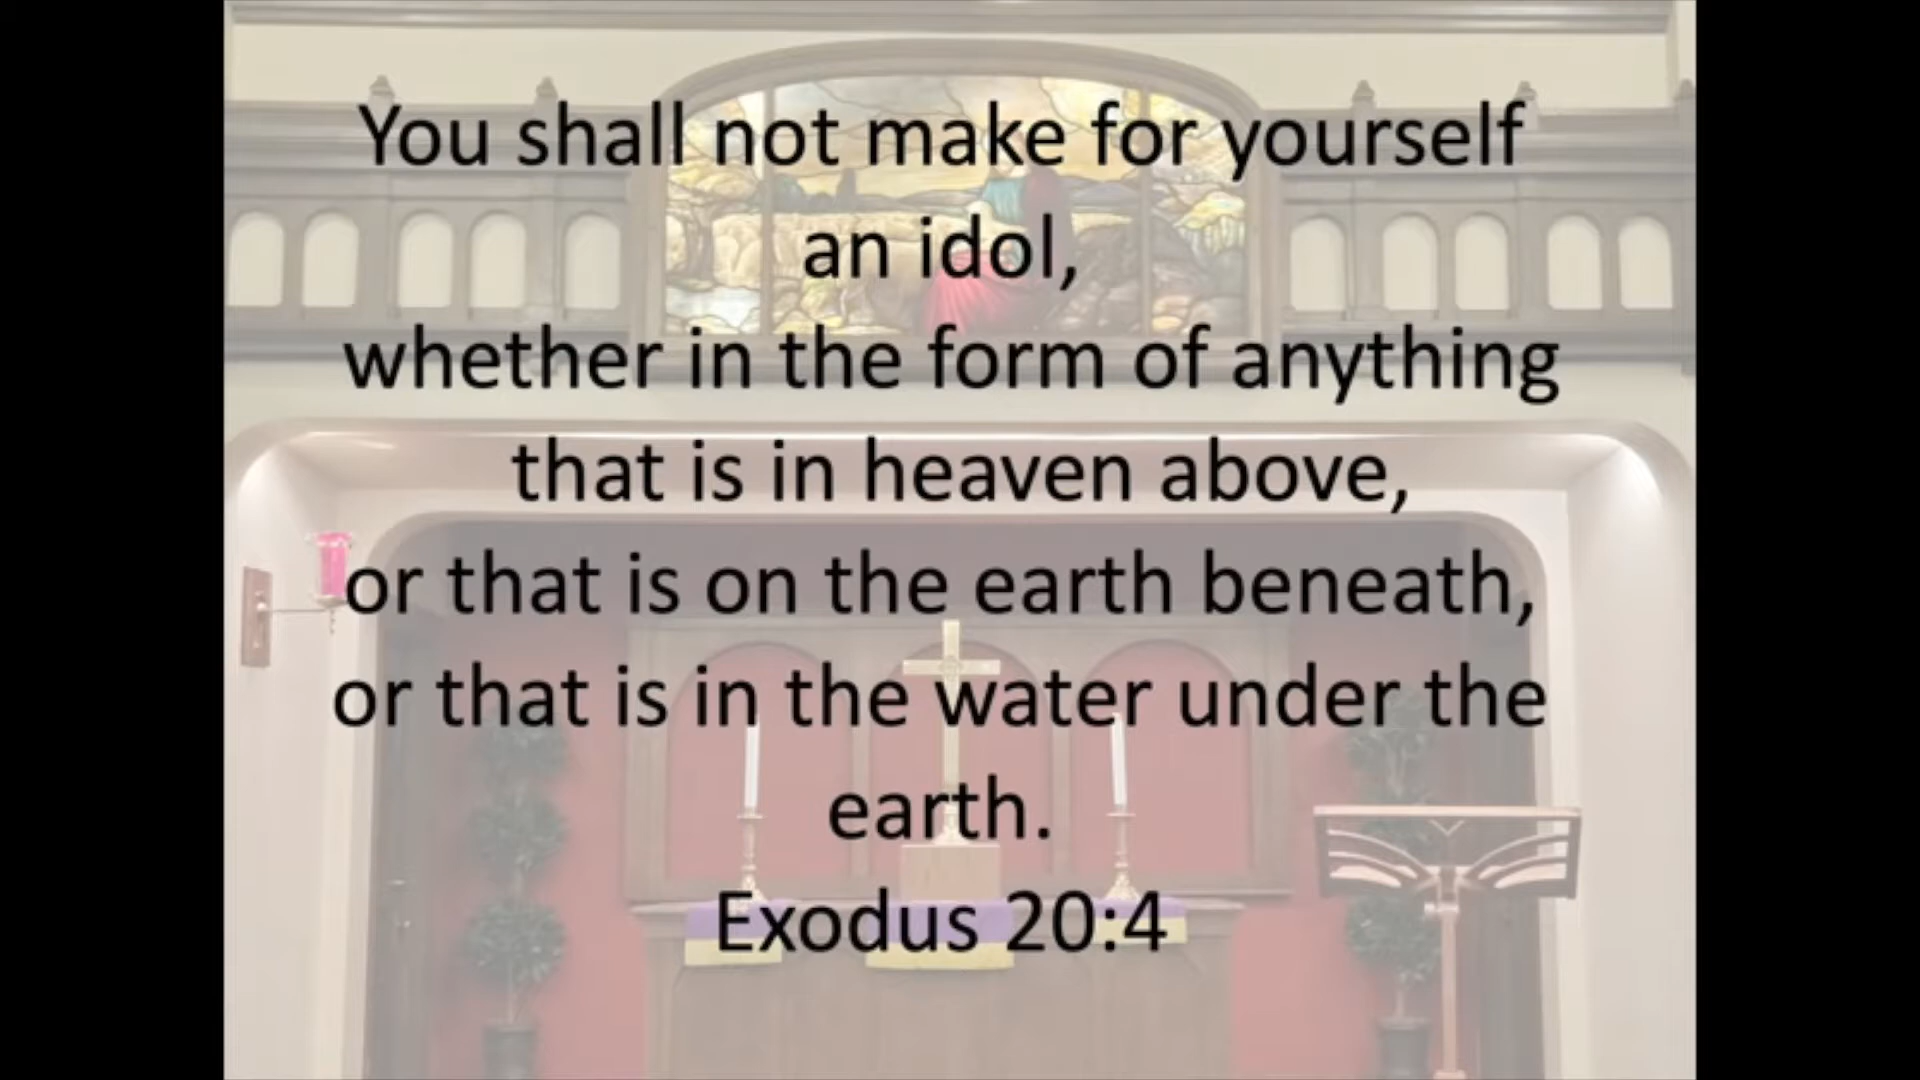 You shall not make for yourself
an idol,
whether in the form of anything
that is in heaven above,
or that is on the earth beneath,
or that is in the water under the
earth.
Exodus 20:4